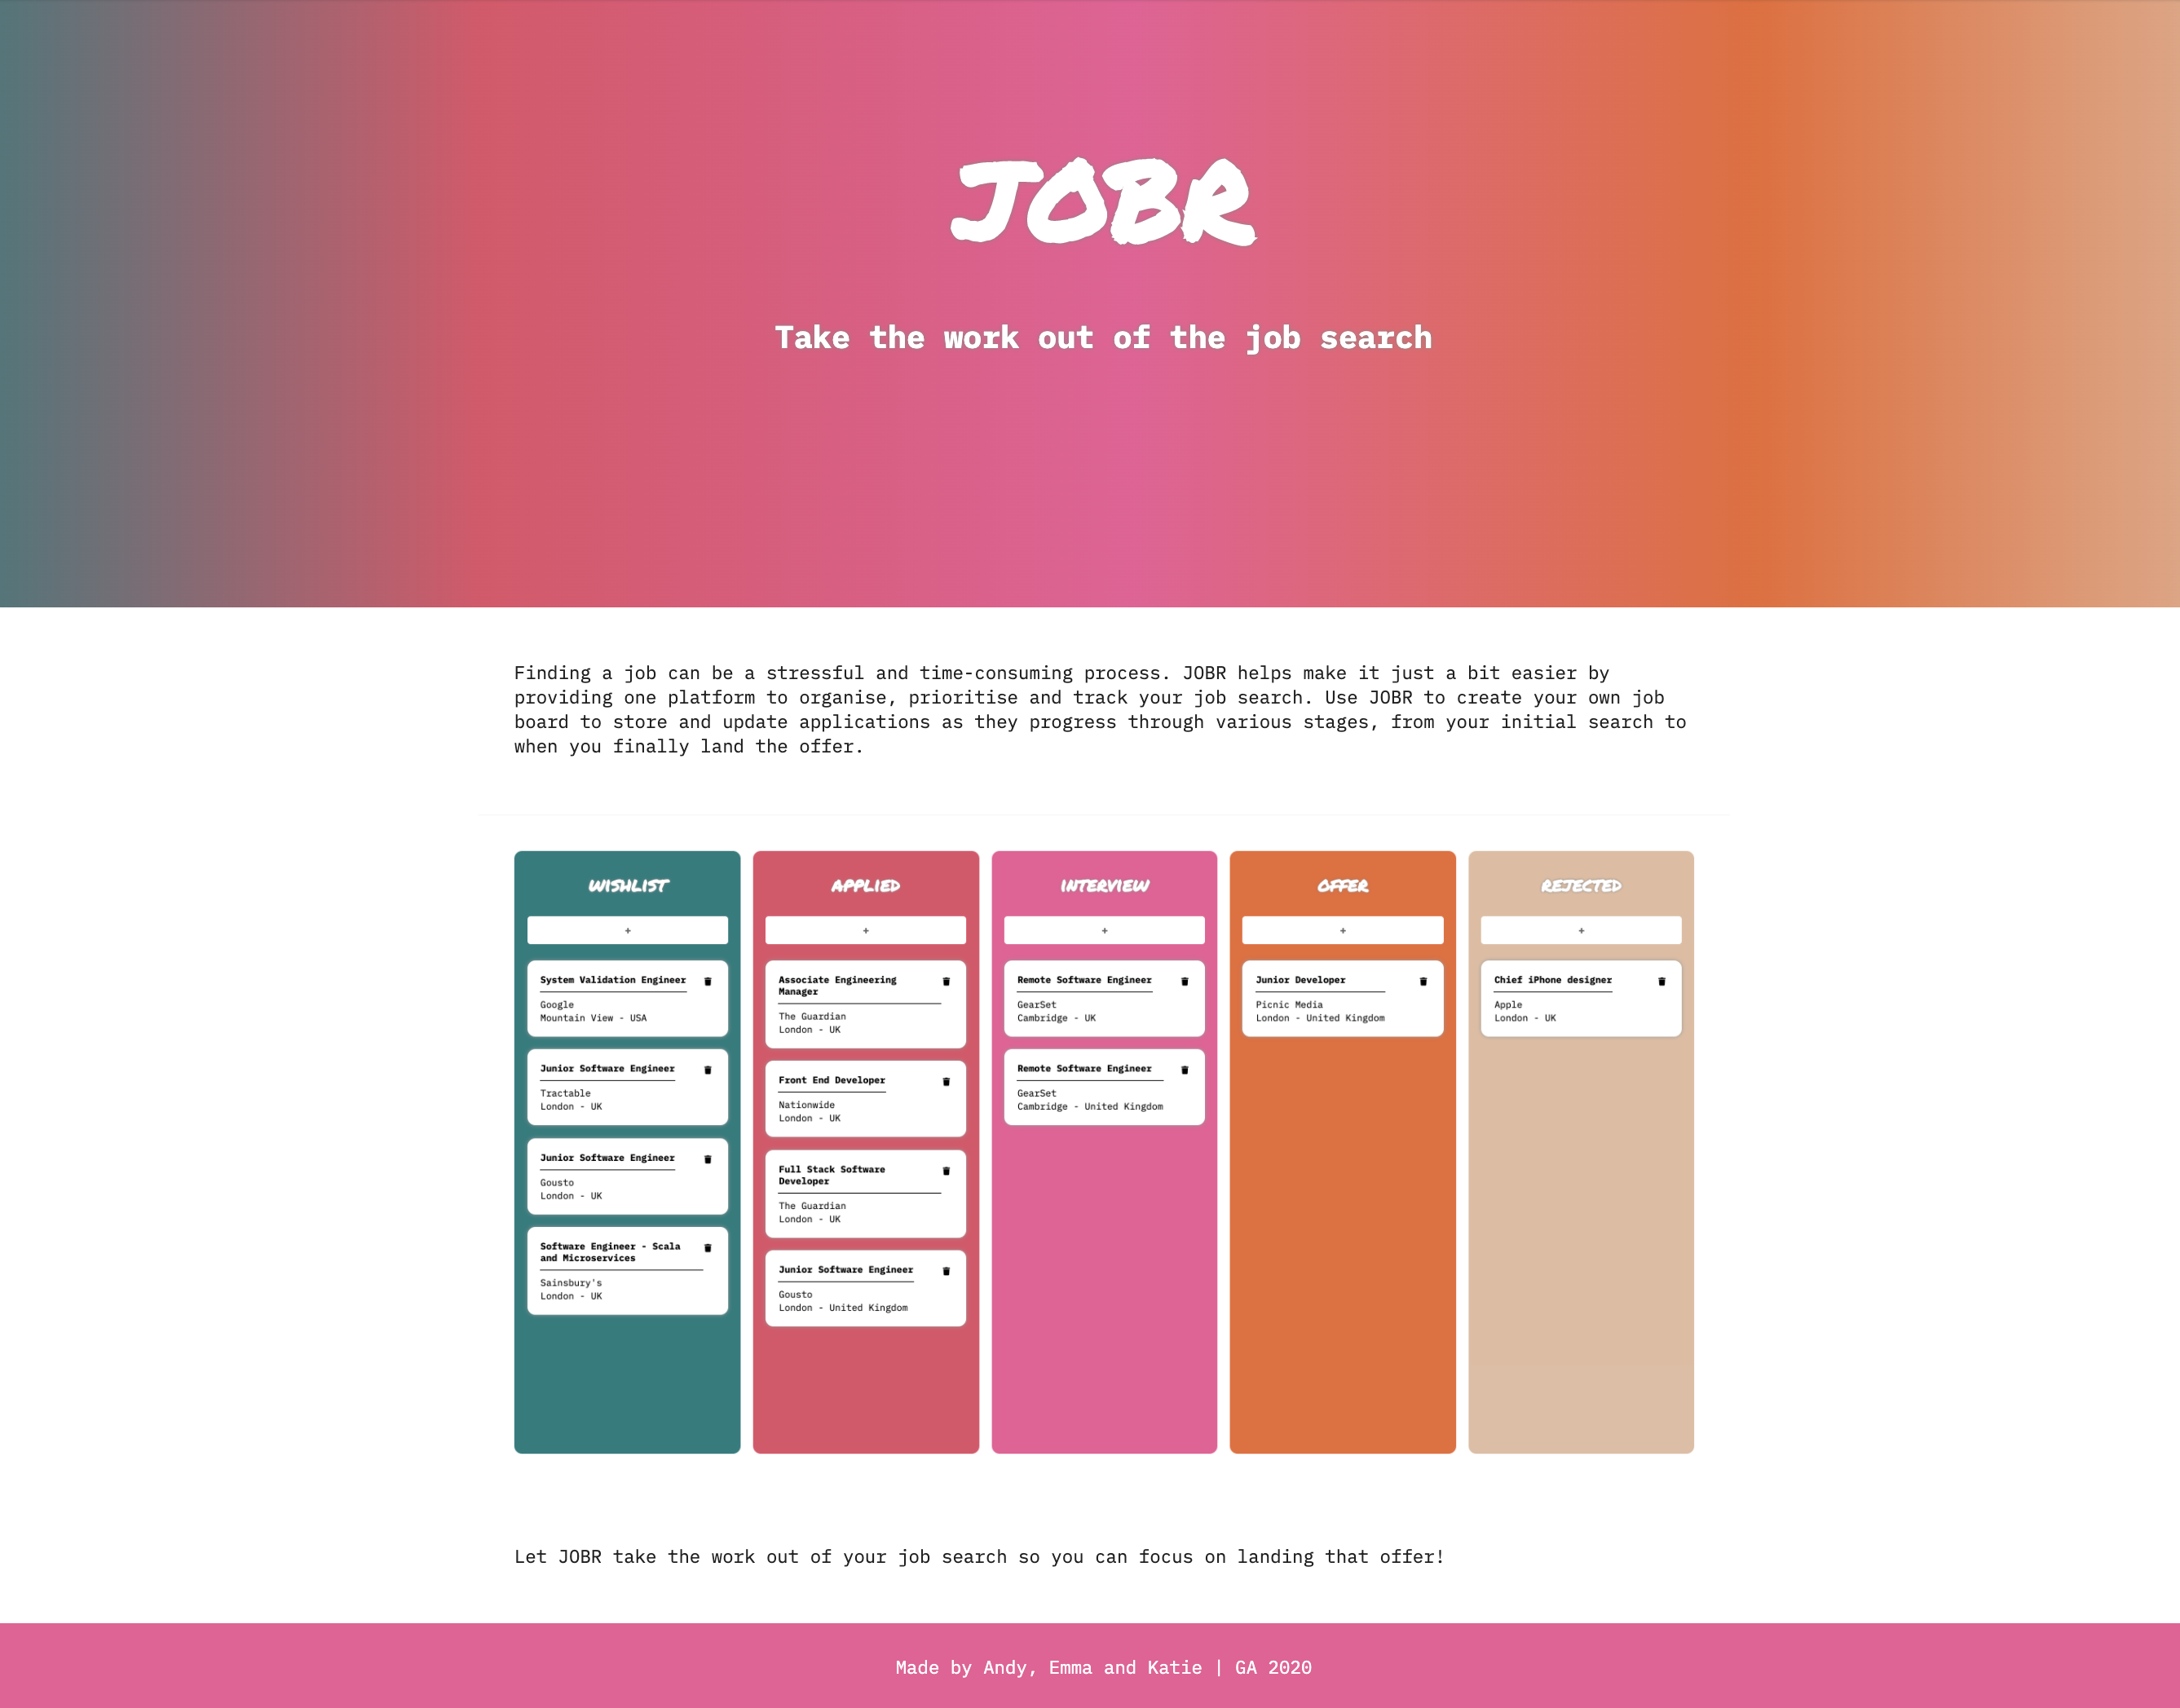 JOBR
Take the work out of the job search
Finding a job can be a stressful and time-consuming process. JOBR helps make it just a bit easier by
providing one platform to organise, prioritise and track your job search. Use JOBR to create your own job
board to store and update applications as they progress through various stages, from your initial search to
when you finally land the offer.
WISHLIST
+
System Validation Engineer
Google
Mountain View - USA
Junior Software Engineer
Tractable
London - UK
Junior Software Engineer
Gousto
London - UK
Software Engineer - Scala
and Microservices
Sainsbury's
London - UK
APPLIED
+
Associate Engineering
Manager
The Guardian
London - UK
Front End Developer
Nationwide
London - UK
Full Stack Software
Developer
The Guardian
London - UK
Junior Software Engineer
Gousto
London - United Kingdom
INTERVIEW
+
Remote Software Engineer
GearSet
Cambridge - UK
Remote Software Engineer
GearSet
Cambridge - United Kingdom
OFFER
+
Junior Developer
Picnic Media
London - United Kingdom
REJECTED
+
Chief iPhone designer
Apple
London - UK
Let JOBR take the work out of your job search so you can focus on landing that offer!
Made by Andy, Emma and Katie | GA 2020